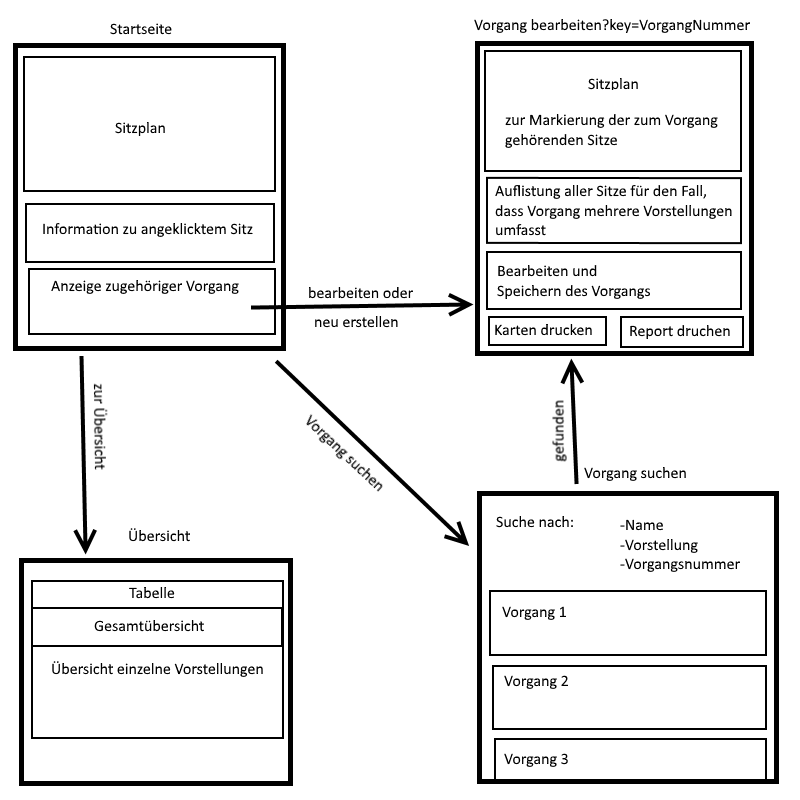 Startseite
Sitzplan
Information zu angeklicktem Sitz
Anzeige zugehöriger Vorgang
bearbeiten oder
neu erstellen
Vorgang bearbeiten?key=VorgangNummer
Sitzplan
zur Markierung der zum Vorgang
gehörenden Sitze
Auflistung aller Sitze für den Fall,
dass Vorgang mehrere Vorstellungen
umfasst
Bearbeiten und
Speichern des Vorgangs
Karten drucken
Report druchen
zur Übersicht
Vorgang suchen
gefunden
Übersicht
Tabelle
Gesamtübersicht
Übersicht einzelne Vorstellungen
Vorgang suchen
Suche nach:
-Name
-Vorstellung
-Vorgangsnummer
Vorgang 1
Vorgang 2
Vorgang 3